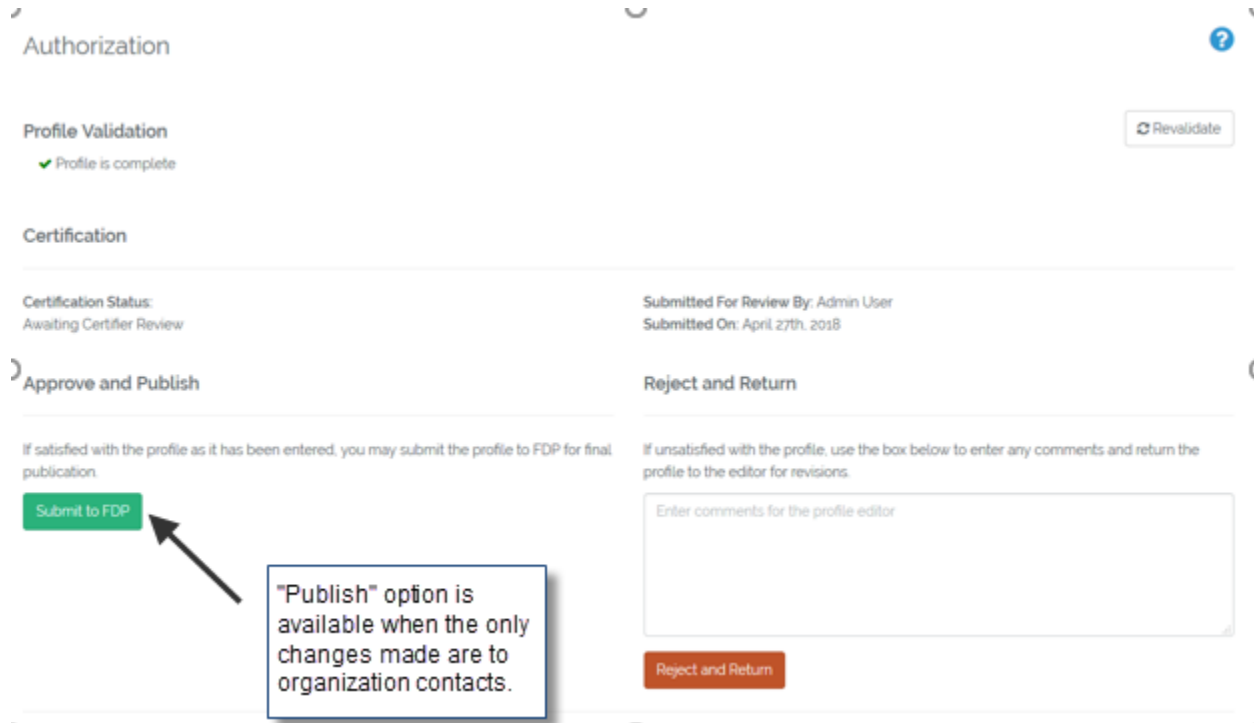 Authorization
?
Profile Validation
Revalidate
Profile is complete
Certification
Certification Status:
Awaiting Certifier Review
Submitted For Review By: Admin User
Submitted On: April 27th, 2018
Approve and Publish
If satisfied with the profile as it has been entered, you may submit the profile to FDP for final
publication.
Submit to FDP
"Publish" option is
available when the only
changes made are to
organization contacts.
Reject and Return
If unsatisfied with the profile, use the box below to enter any comments and return the
profile to the editor for revisions.
Enter comments for the profile editor
Reject and Return